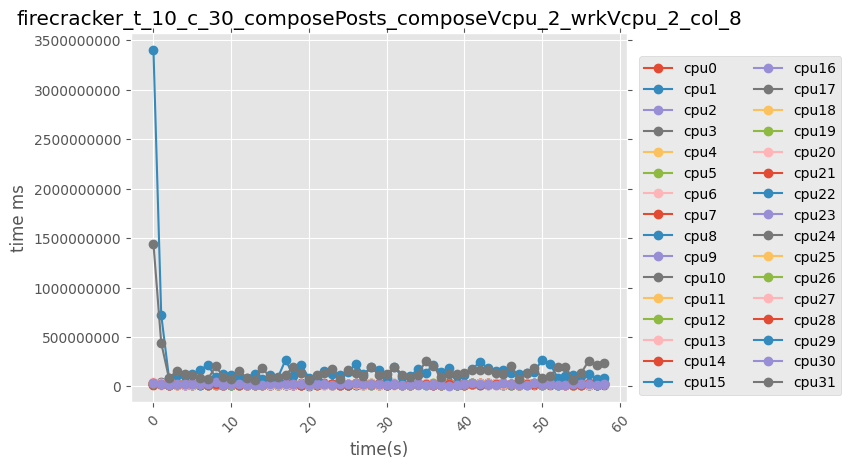 firecracker_t_10_c_30_composePosts_composeVcpu_2_wrkVcpu_2_col_8
3500000000
3000000000
2500000000
2000000000
1500000000
1000000000
500000000
0
time ms
0
10
20
30
40
50
60
time(s)
cpu0
cpu1
cpu2
cpu3
cpu4
cpu5
cpu6
cpu7
cpu8
cpu9
cpu10
cpu11
cpu12
cpu13
cpu14
cpu15
cpu16
cpu17
cpu18
cpu19
cpu20
cpu21
cpu22
cpu23
cpu24
cpu25
cpu26
cpu27
cpu28
cpu29
cpu30
cpu31